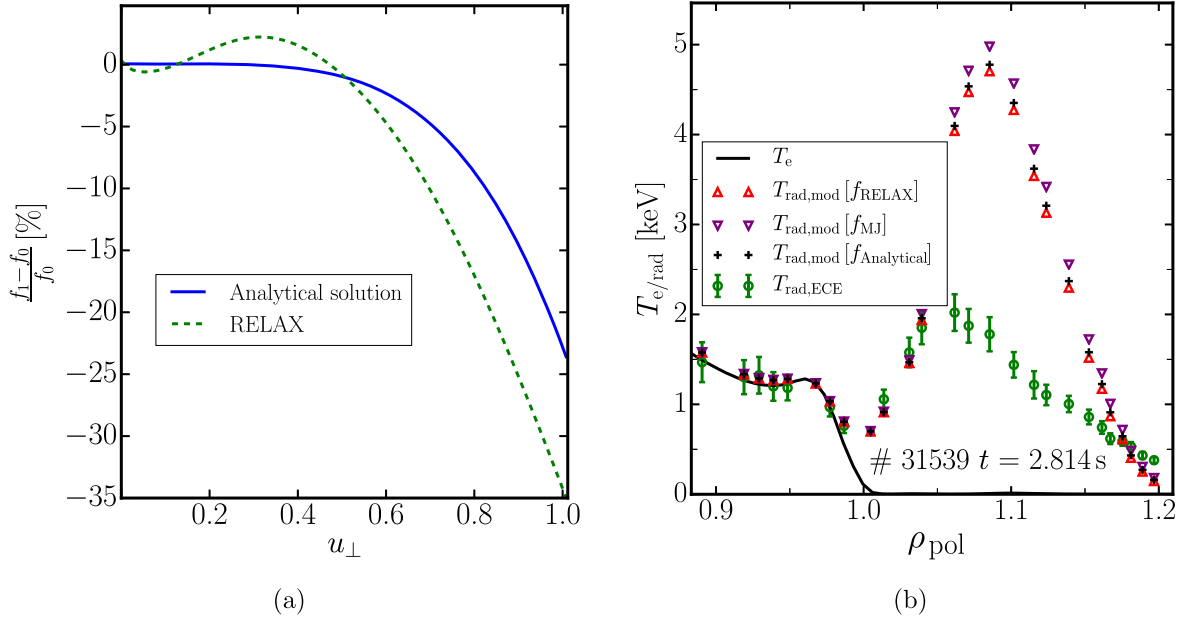 0
−5
−10
−15
−20
−25
−30
−35
0.2
0.4
0.6
0.8
1.0
u⊥
(f₁−f₀)/f₀ [%]
Analytical solution
RELAX
(a)
5
4
3
2
1
0
0.9
1.0
1.1
1.2
ρpol
Te/rad [keV]
Te
Trad,mod [fRELAX]
Trad,mod [fMJ]
Trad,mod [fAnalytical]
Trad,ECE
# 31539 t = 2.814 s
(b)